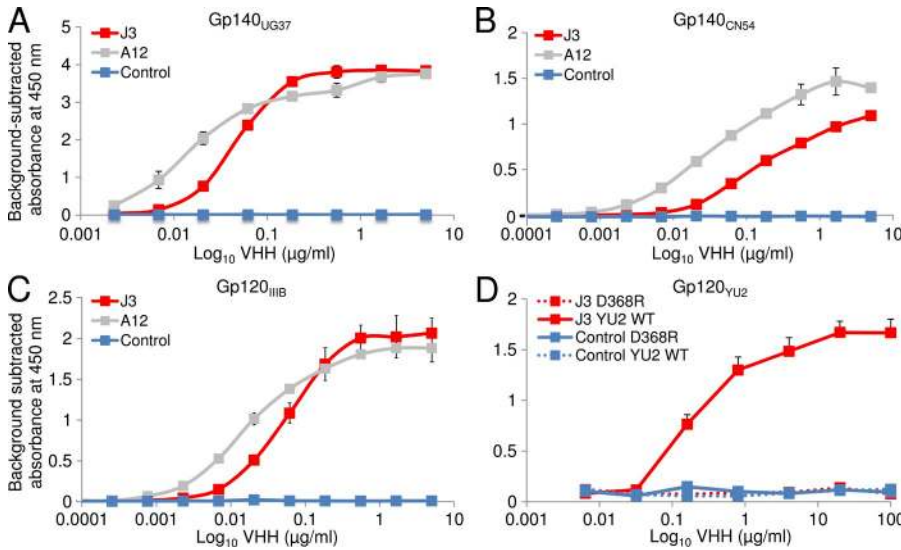 A
Gp140UG37
J3
A12
Control
Background-subtracted
absorbance at 450 nm
5
4
3
2
1
0
0.001 0.01 0.1 1 10
Log10 VHH (µg/ml)
B
Gp140CN54
J3
A12
Control
2
1.5
1
0.5
0
0.0001 0.001 0.01 0.1 1 10
Log10 VHH (µg/ml)
C
Gp120IIIB
J3
A12
Control
Background subtracted
absorbance at 450 nm
2.5
2
1.5
1
0.5
0
0.0001 0.001 0.01 0.1 1 10
Log10 VHH (µg/ml)
D
Gp120YU2
J3 D368R
J3 YU2 WT
Control D368R
Control YU2 WT
2
1.5
1
0.5
0
0.001 0.01 0.1 1 10 100
Log10 VHH (µg/ml)